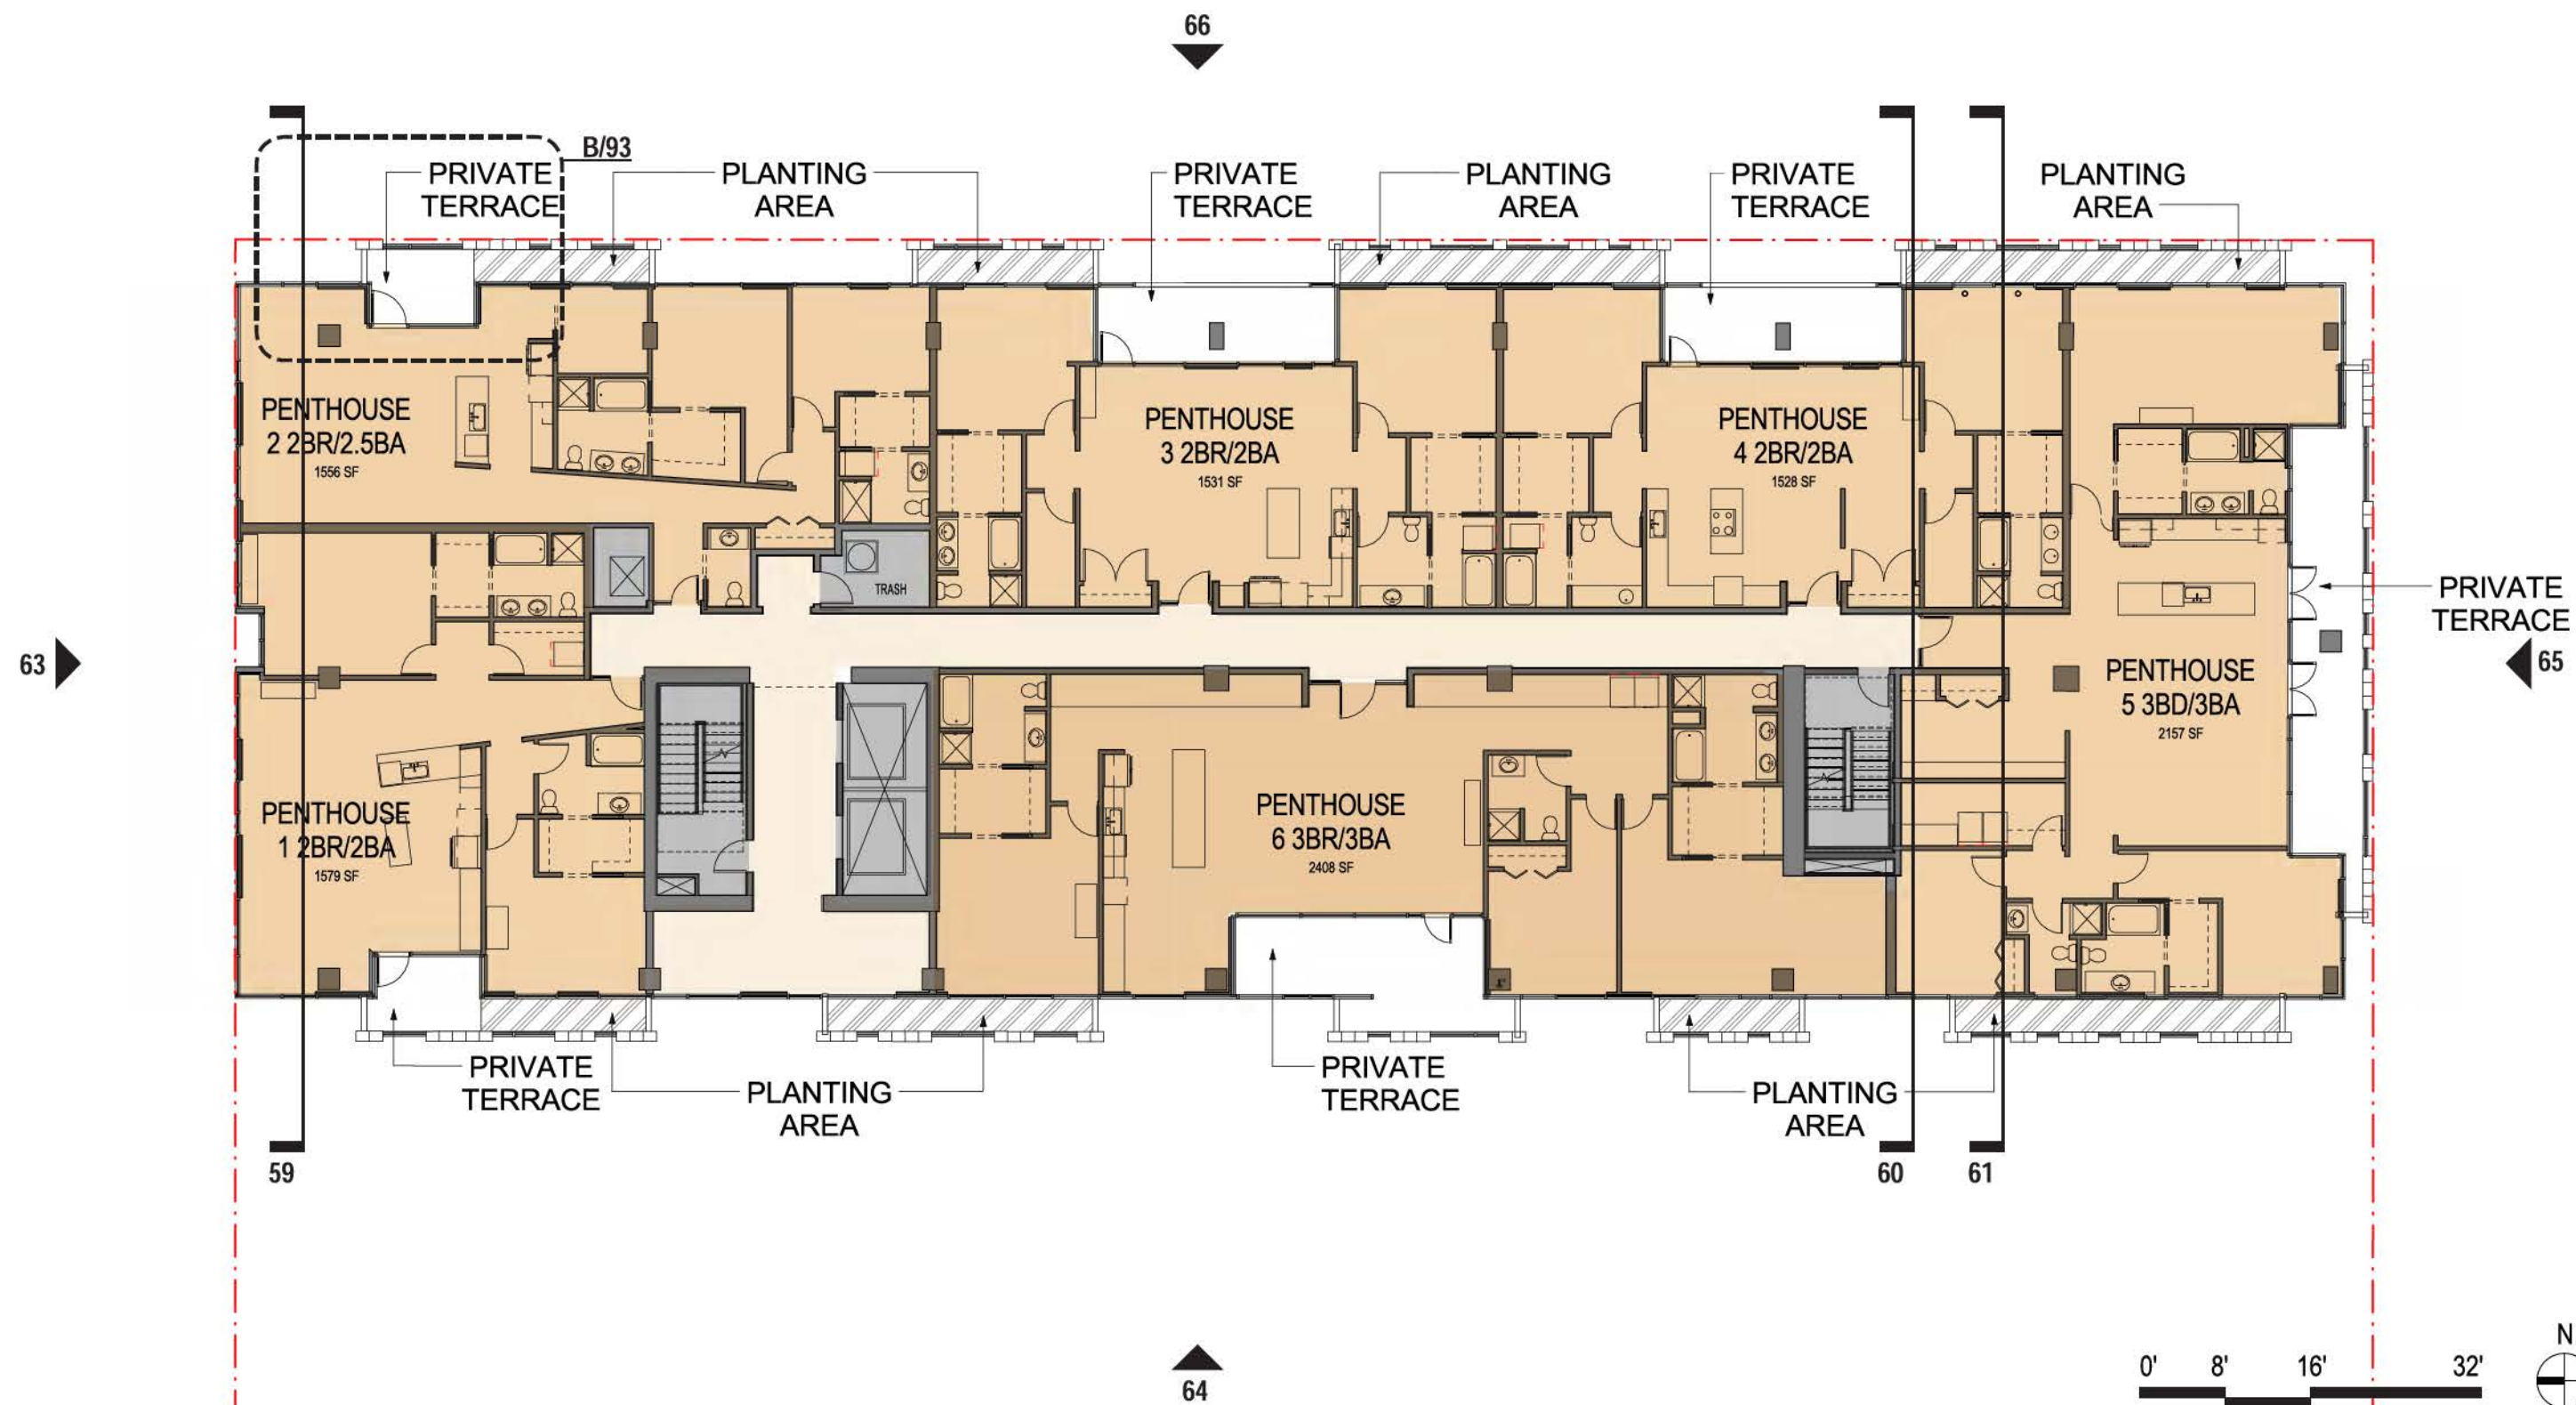 66
B/93
PRIVATE
TERRACE
PLANTING
AREA
PRIVATE
TERRACE
PLANTING
AREA
PRIVATE
TERRACE
PLANTING
AREA
PENTHOUSE
2 2BR/2.5BA
1556 SF
PENTHOUSE
3 2BR/2BA
1531 SF
PENTHOUSE
4 2BR/2BA
1528 SF
TRASH
PRIVATE
TERRACE
63
65
PENTHOUSE
5 3BD/3BA
2157 SF
PENTHOUSE
1 2BR/2BA
1579 SF
PENTHOUSE
6 3BR/3BA
2408 SF
PRIVATE
TERRACE
PLANTING
AREA
PRIVATE
TERRACE
PLANTING
AREA
59
60
61
64
0' 8' 16' 32'
N